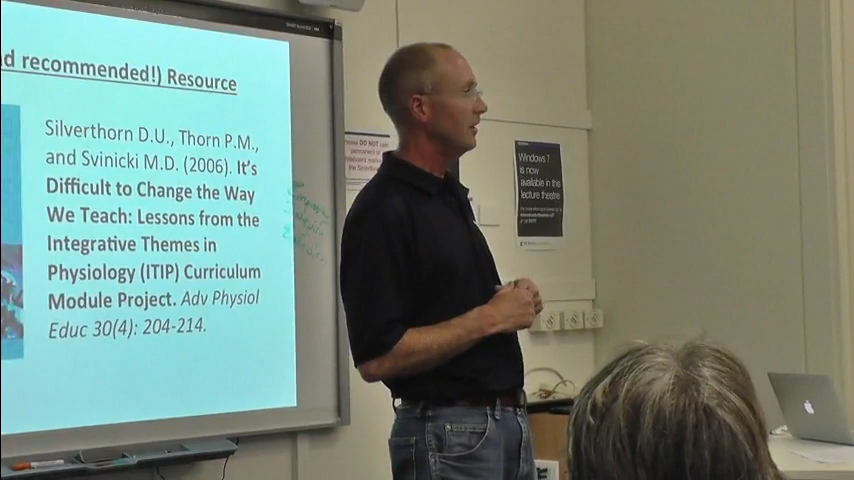 d recommended!) Resource
Silverthorn D.U., Thorn P.M.,
and Svinicki M.D. (2006). It's
Difficult to Change the Way
We Teach: Lessons from the
Integrative Themes in
Physiology (ITIP) Curriculum
Module Project. Adv Physiol
Educ 30(4): 204-214.
DO NOT
Windows 7
is now
available in the
lecture theatre